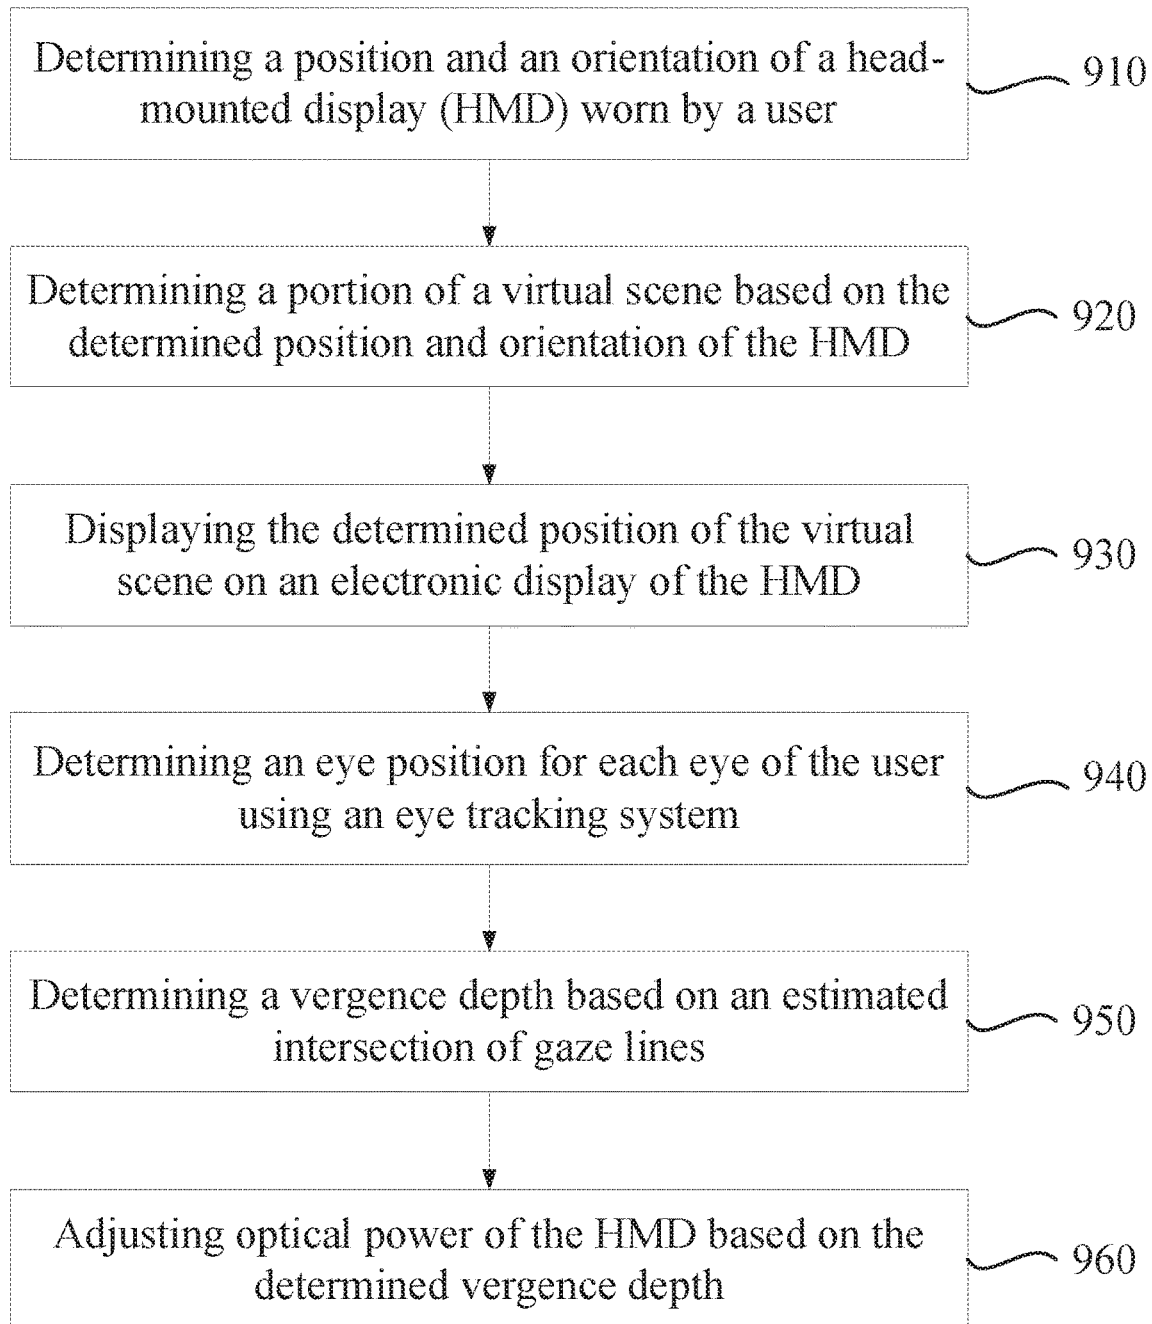 Determining a position and an orientation of a head-
mounted display (HMD) worn by a user
910
Determining a portion of a virtual scene based on the
determined position and orientation of the HMD
920
Displaying the determined position of the virtual
scene on an electronic display of the HMD
930
Determining an eye position for each eye of the user
using an eye tracking system
940
Determining a vergence depth based on an estimated
intersection of gaze lines
950
Adjusting optical power of the HMD based on the
determined vergence depth
960